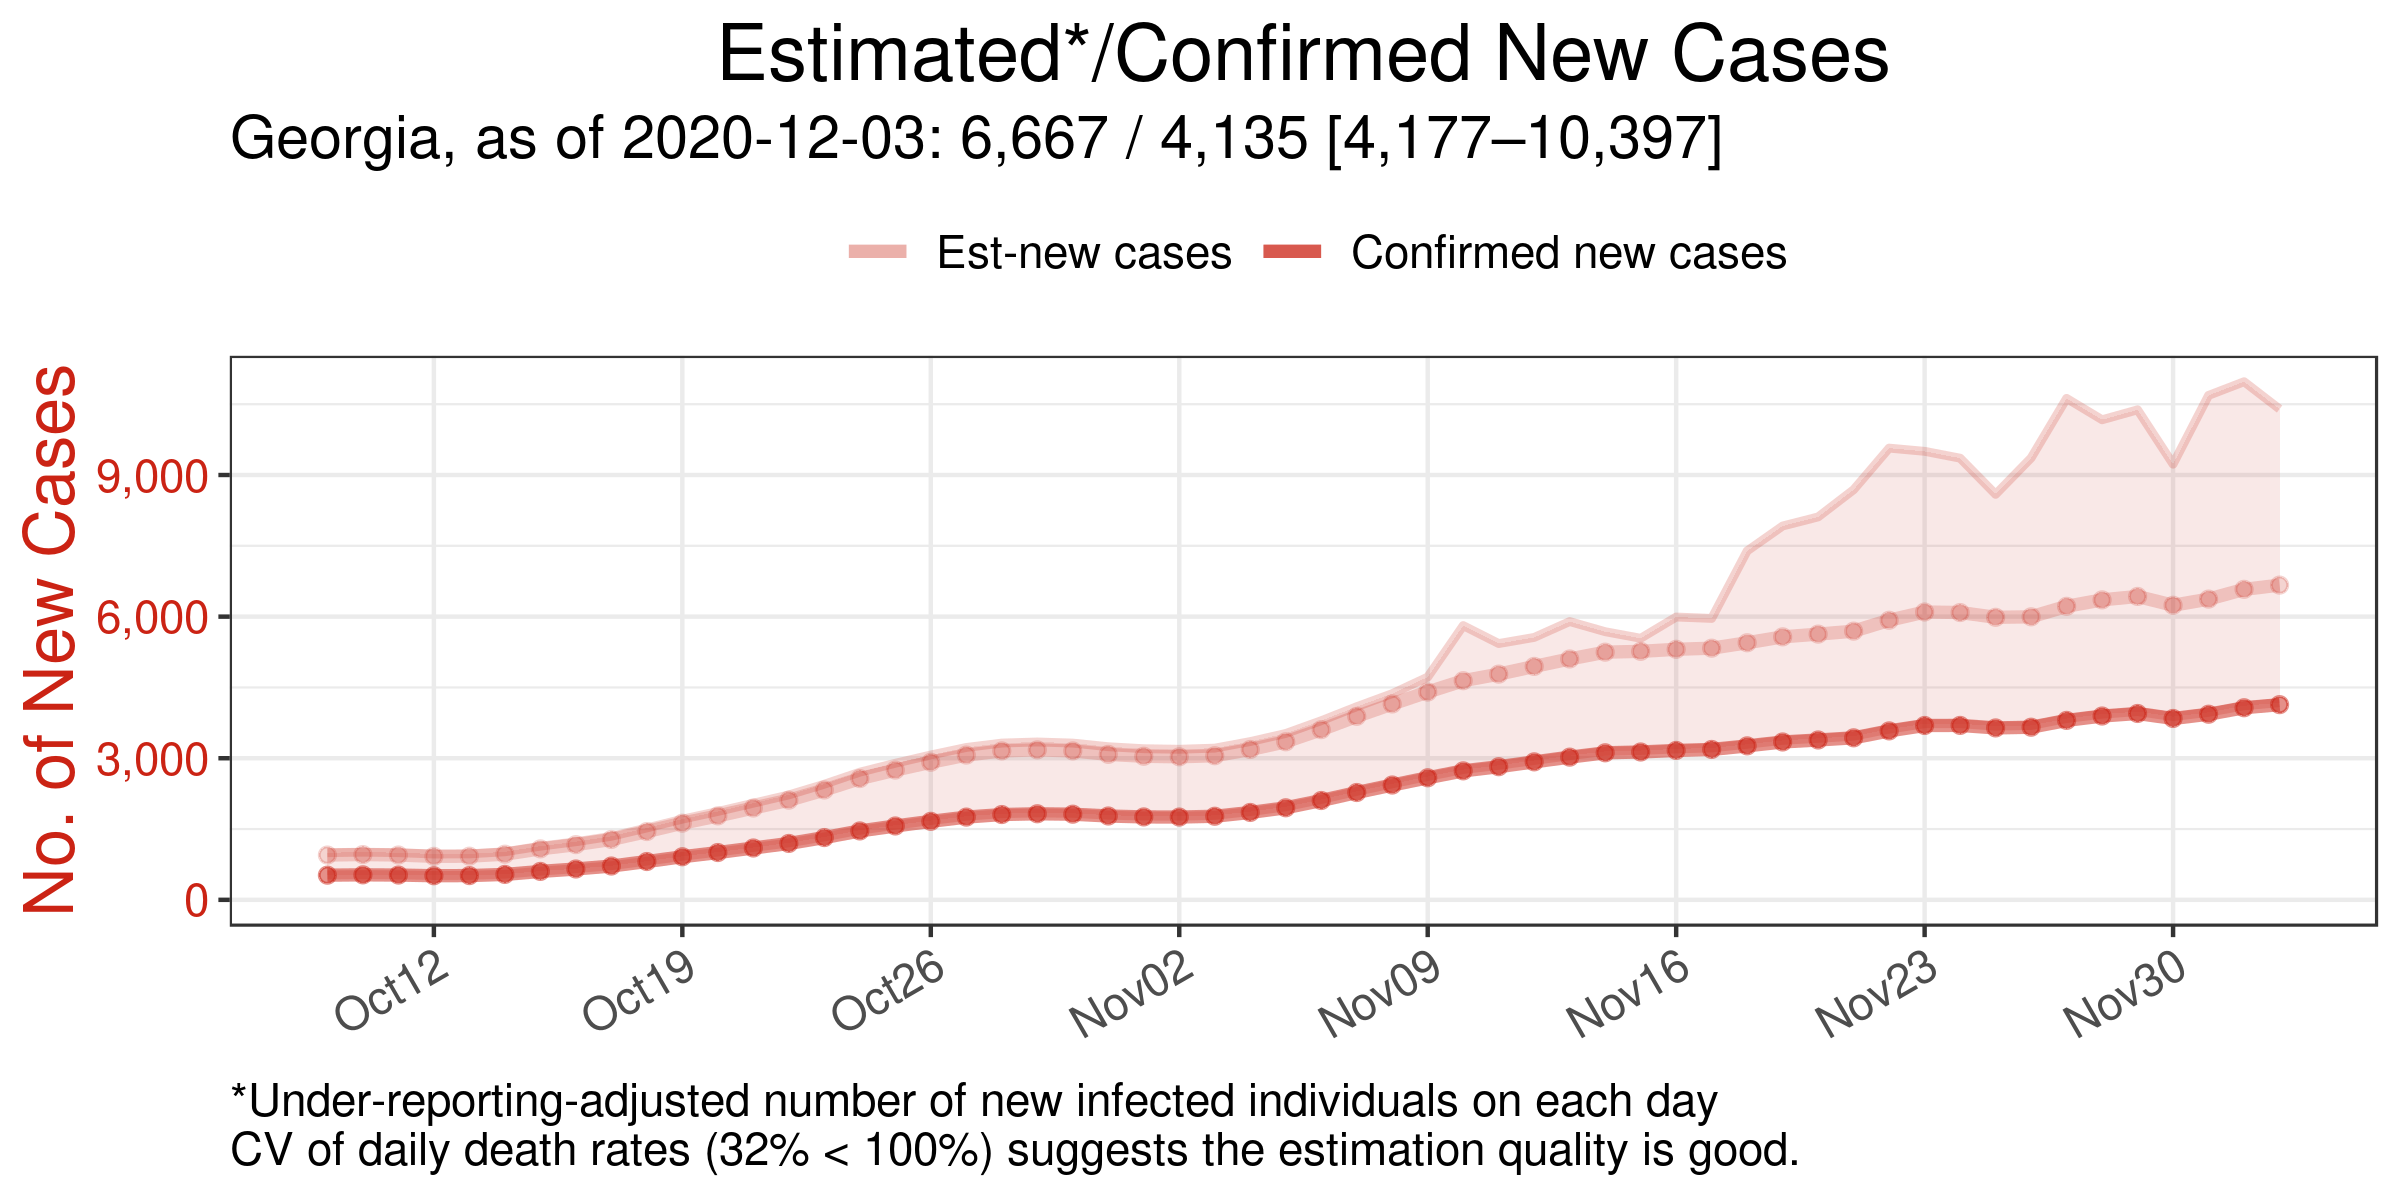 Estimated*/Confirmed New Cases
Georgia, as of 2020-12-03: 6,667 / 4,135 [4,177–10,397]
Est-new cases
Confirmed new cases
No. of New Cases
9,000
6,000
3,000
0
Oct12
Oct19
Oct26
Nov02
Nov09
Nov16
Nov23
Nov30
*Under-reporting-adjusted number of new infected individuals on each day
CV of daily death rates (32% < 100%) suggests the estimation quality is good.